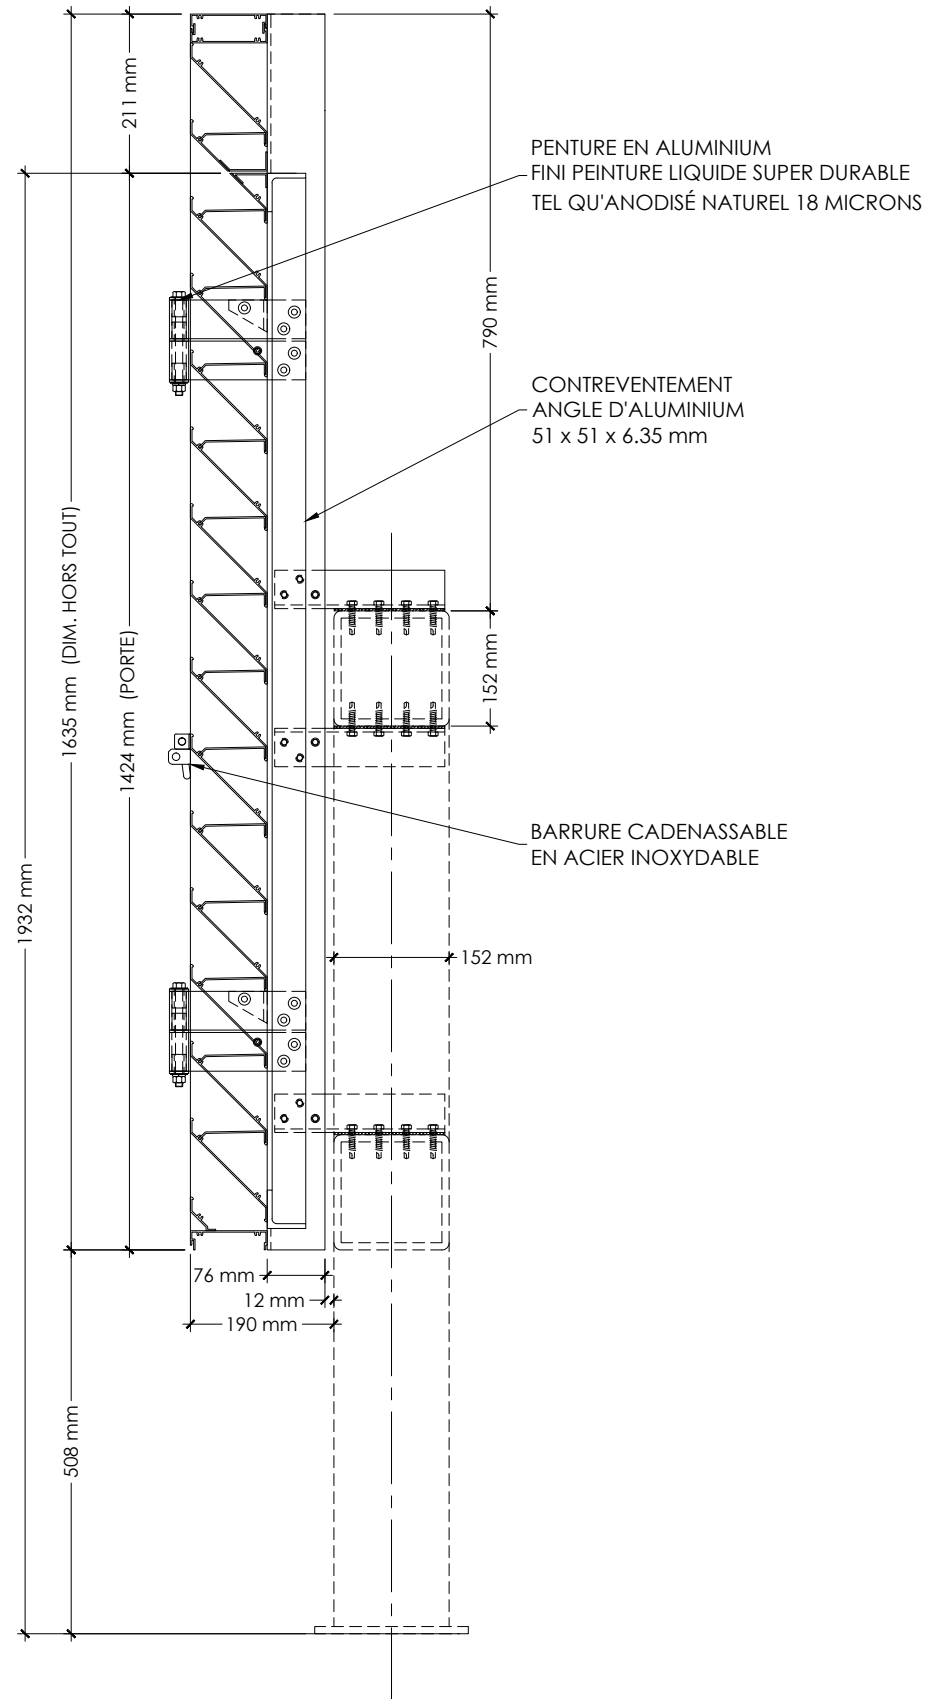 211 mm
PENTURE EN ALUMINIUM
FINI PEINTURE LIQUIDE SUPER DURABLE
TEL QU'ANODISÉ NATUREL 18 MICRONS
790 mm
CONTREVENTEMENT
ANGLE D'ALUMINIUM
51 x 51 x 6.35 mm
1635 mm (DIM. HORS TOUT)
1424 mm (PORTE)
152 mm
BARRURE CADENASSABLE
EN ACIER INOXYDABLE
1932 mm
152 mm
76 mm
12 mm
190 mm
508 mm